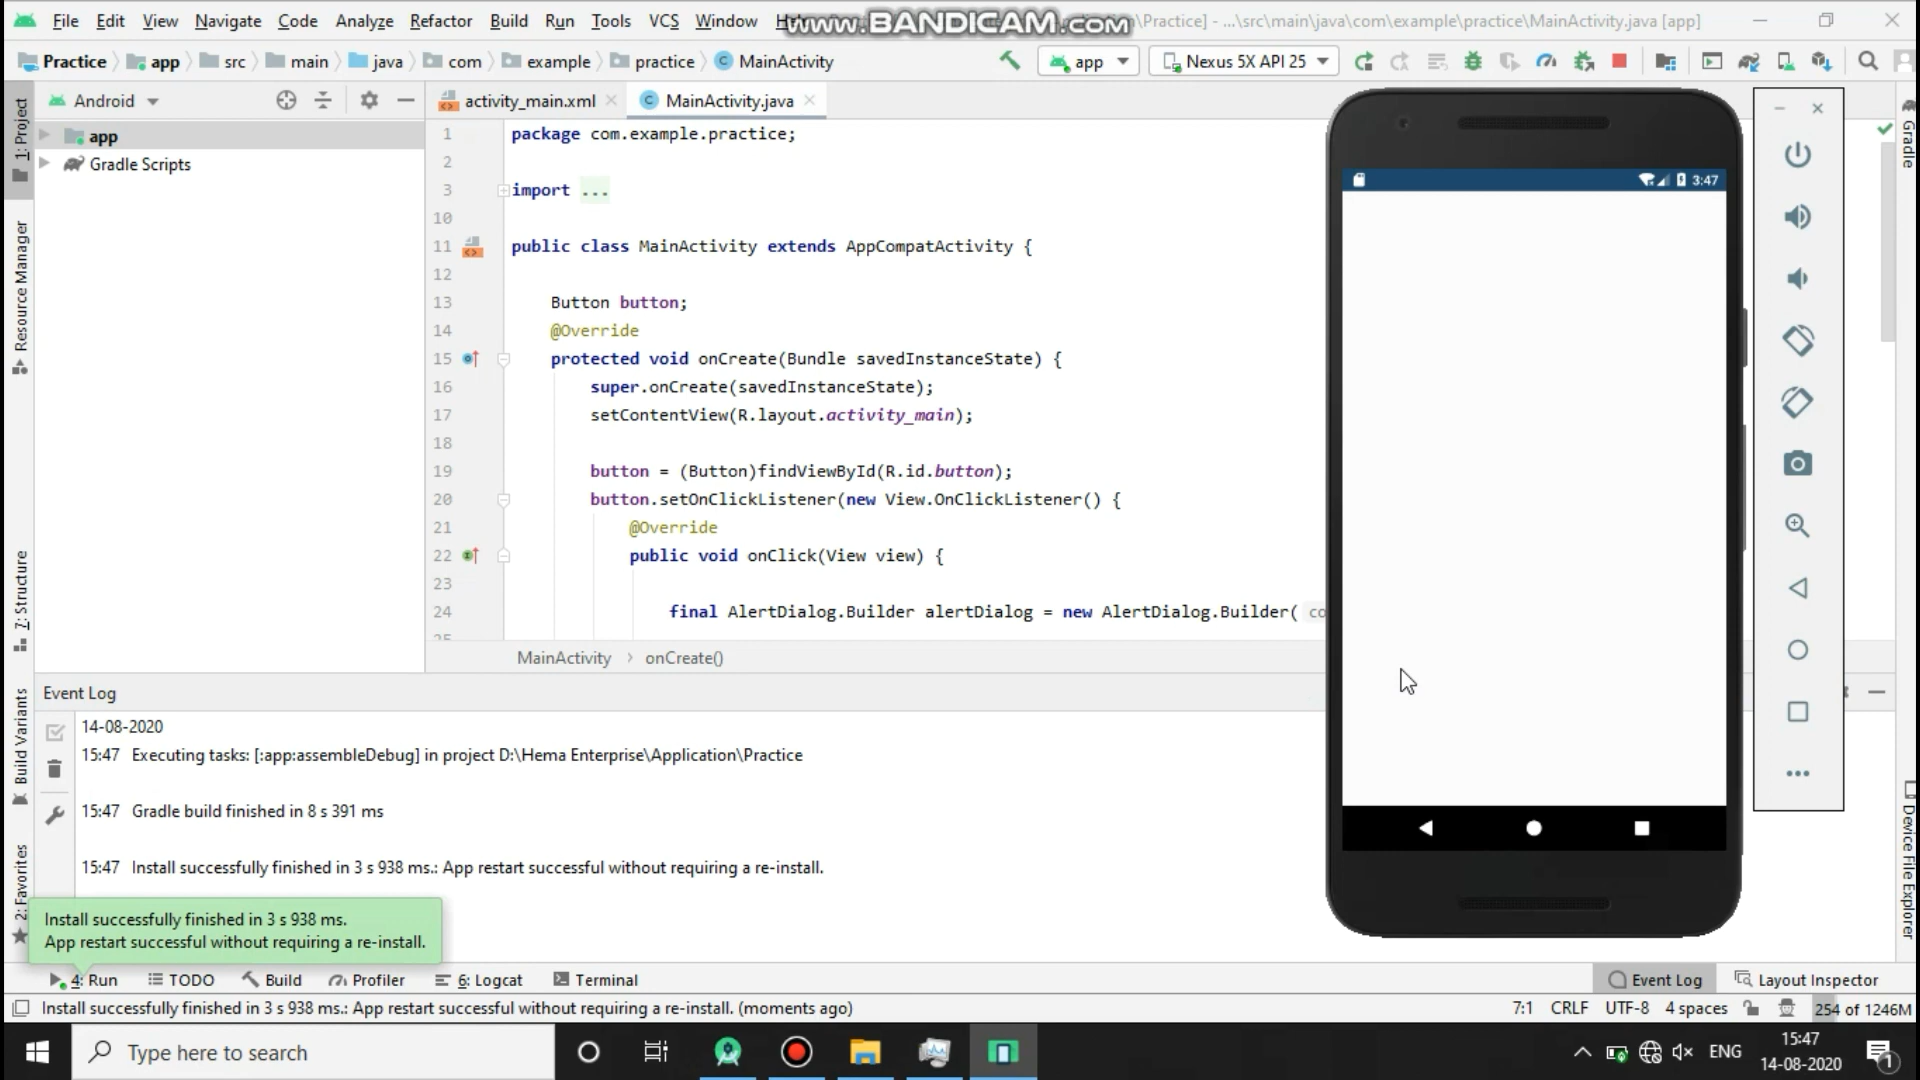 File Edit View Navigate Code Analyze Refactor Build Run Tools VCS Window
www.BANDICAM.com
\Practice] - ...\src\main\java\com\example\practice\MainActivity.java [app]
Practice app src main java com example practice MainActivity
app
Nexus 5X API 25
Android
activity_main.xml
MainActivity.java
1: Project
Resource Manager
7: Structure
Build Variants
2: Favorites
app
Gradle Scripts
1 package com.example.practice;
2
3 import ...
10
11 public class MainActivity extends AppCompatActivity {
12
13 Button button;
14 @Override
15 protected void onCreate(Bundle savedInstanceState) {
16 super.onCreate(savedInstanceState);
17 setContentView(R.layout.activity_main);
18
19 button = (Button)findViewById(R.id.button);
20 button.setOnClickListener(new View.OnClickListener() {
21 @Override
22 public void onClick(View view) {
23
24 final AlertDialog.Builder alertDialog = new AlertDialog.Builder( co
25
MainActivity › onCreate()
3:47
Gradle
Device File Explorer
Event Log
14-08-2020
15:47 Executing tasks: [:app:assembleDebug] in project D:\Hema Enterprise\Application\Practice
15:47 Gradle build finished in 8 s 391 ms
15:47 Install successfully finished in 3 s 938 ms.: App restart successful without requiring a re-install.
Install successfully finished in 3 s 938 ms.
App restart successful without requiring a re-install.
4: Run TODO Build Profiler 6: Logcat Terminal
Event Log Layout Inspector
Install successfully finished in 3 s 938 ms.: App restart successful without requiring a re-install. (moments ago)
7:1 CRLF UTF-8 4 spaces 254 of 1246M
Type here to search
ENG
15:47
14-08-2020
1